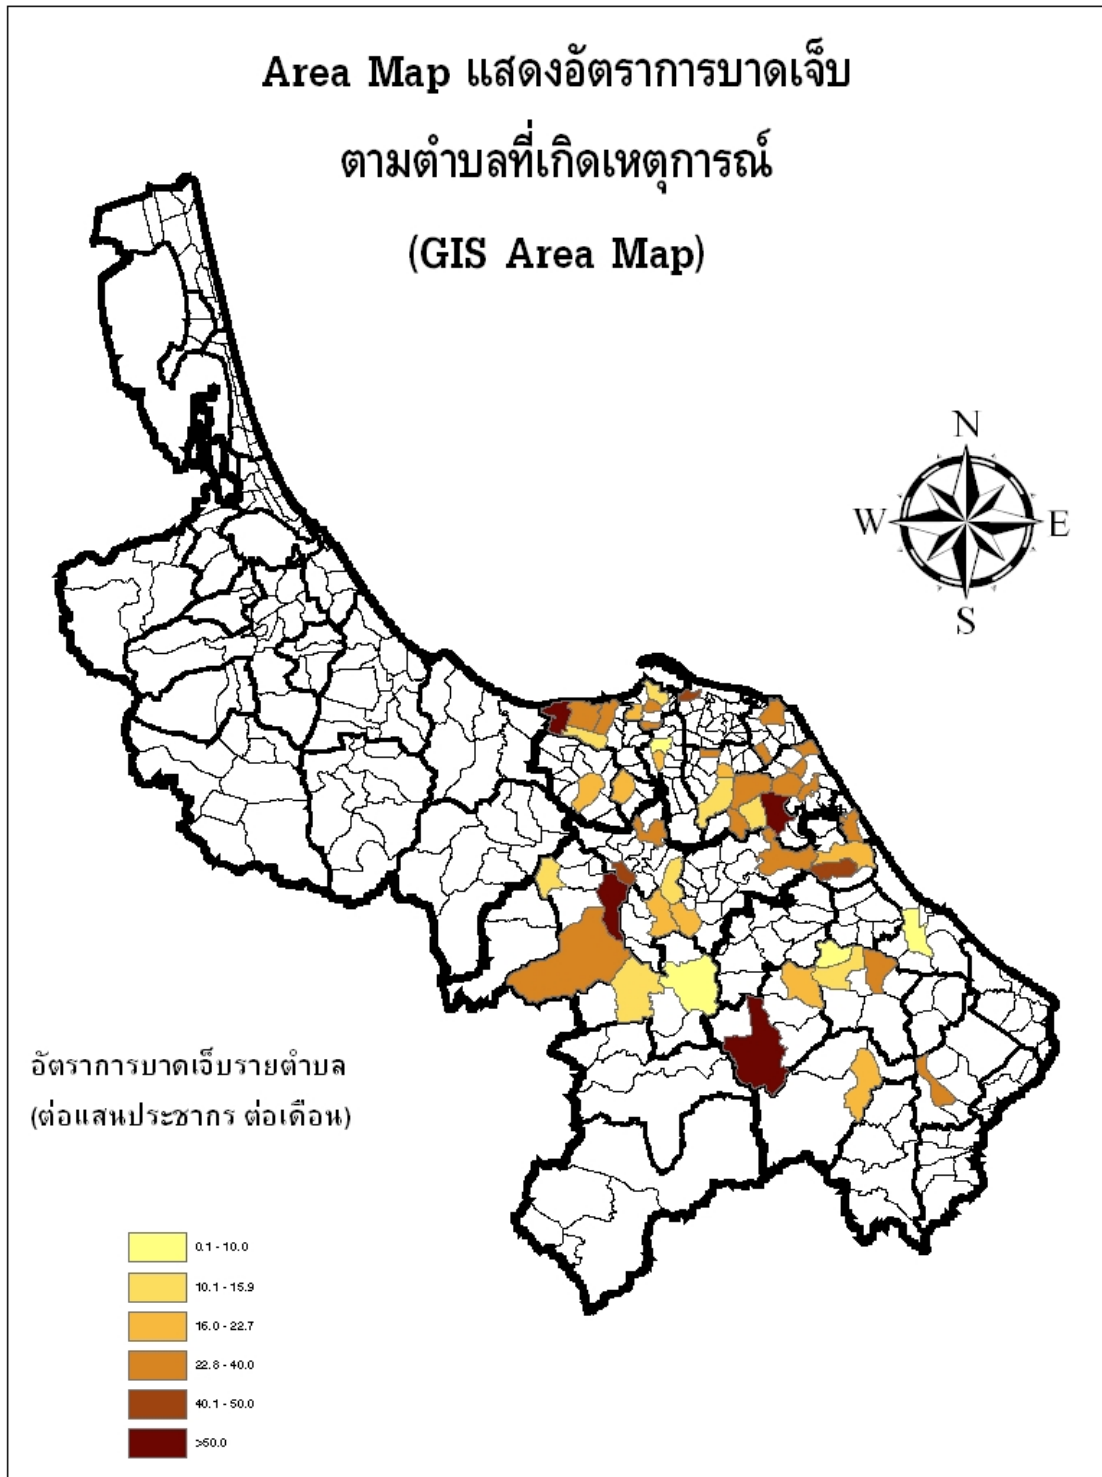 Area Map แสดงอัตราการบาดเจ็บ
ตามตำบลที่เกิดเหตุการณ์
(GIS Area Map)
N
W E
S
อัตราการบาดเจ็บรายตำบล
(ต่อแสนประชากร ต่อเดือน)
0.1 - 10.0
10.1 - 15.9
16.0 - 22.7
22.8 - 40.0
40.1 - 50.0
>50.0